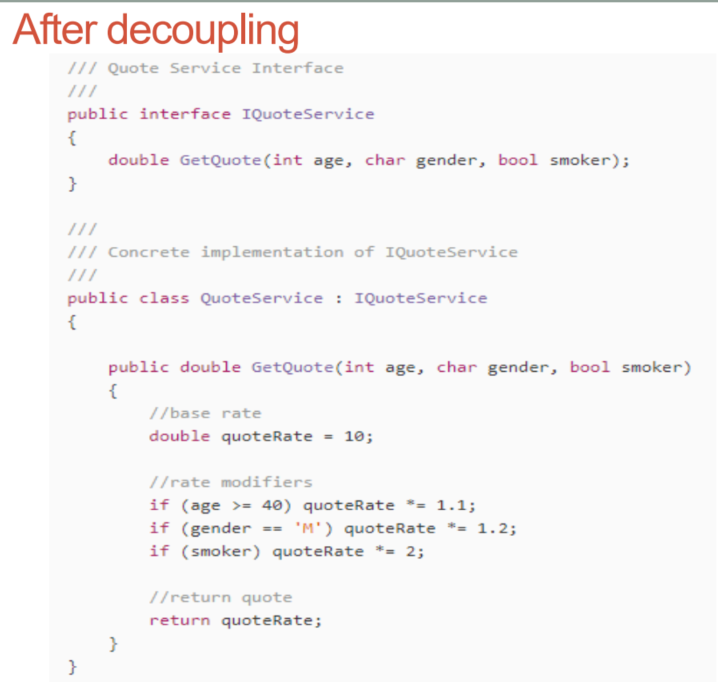 After decoupling
/// Quote Service Interface
///
public interface IQuoteService
{
    double GetQuote(int age, char gender, bool smoker);
}
///
/// Concrete implementation of IQuoteService
///
public class QuoteService : IQuoteService
{
    public double GetQuote(int age, char gender, bool smoker)
    {
        //base rate
        double quoteRate = 10;
        //rate modifiers
        if (age >= 40) quoteRate *= 1.1;
        if (gender == 'M') quoteRate *= 1.2;
        if (smoker) quoteRate *= 2;
        //return quote
        return quoteRate;
    }
}